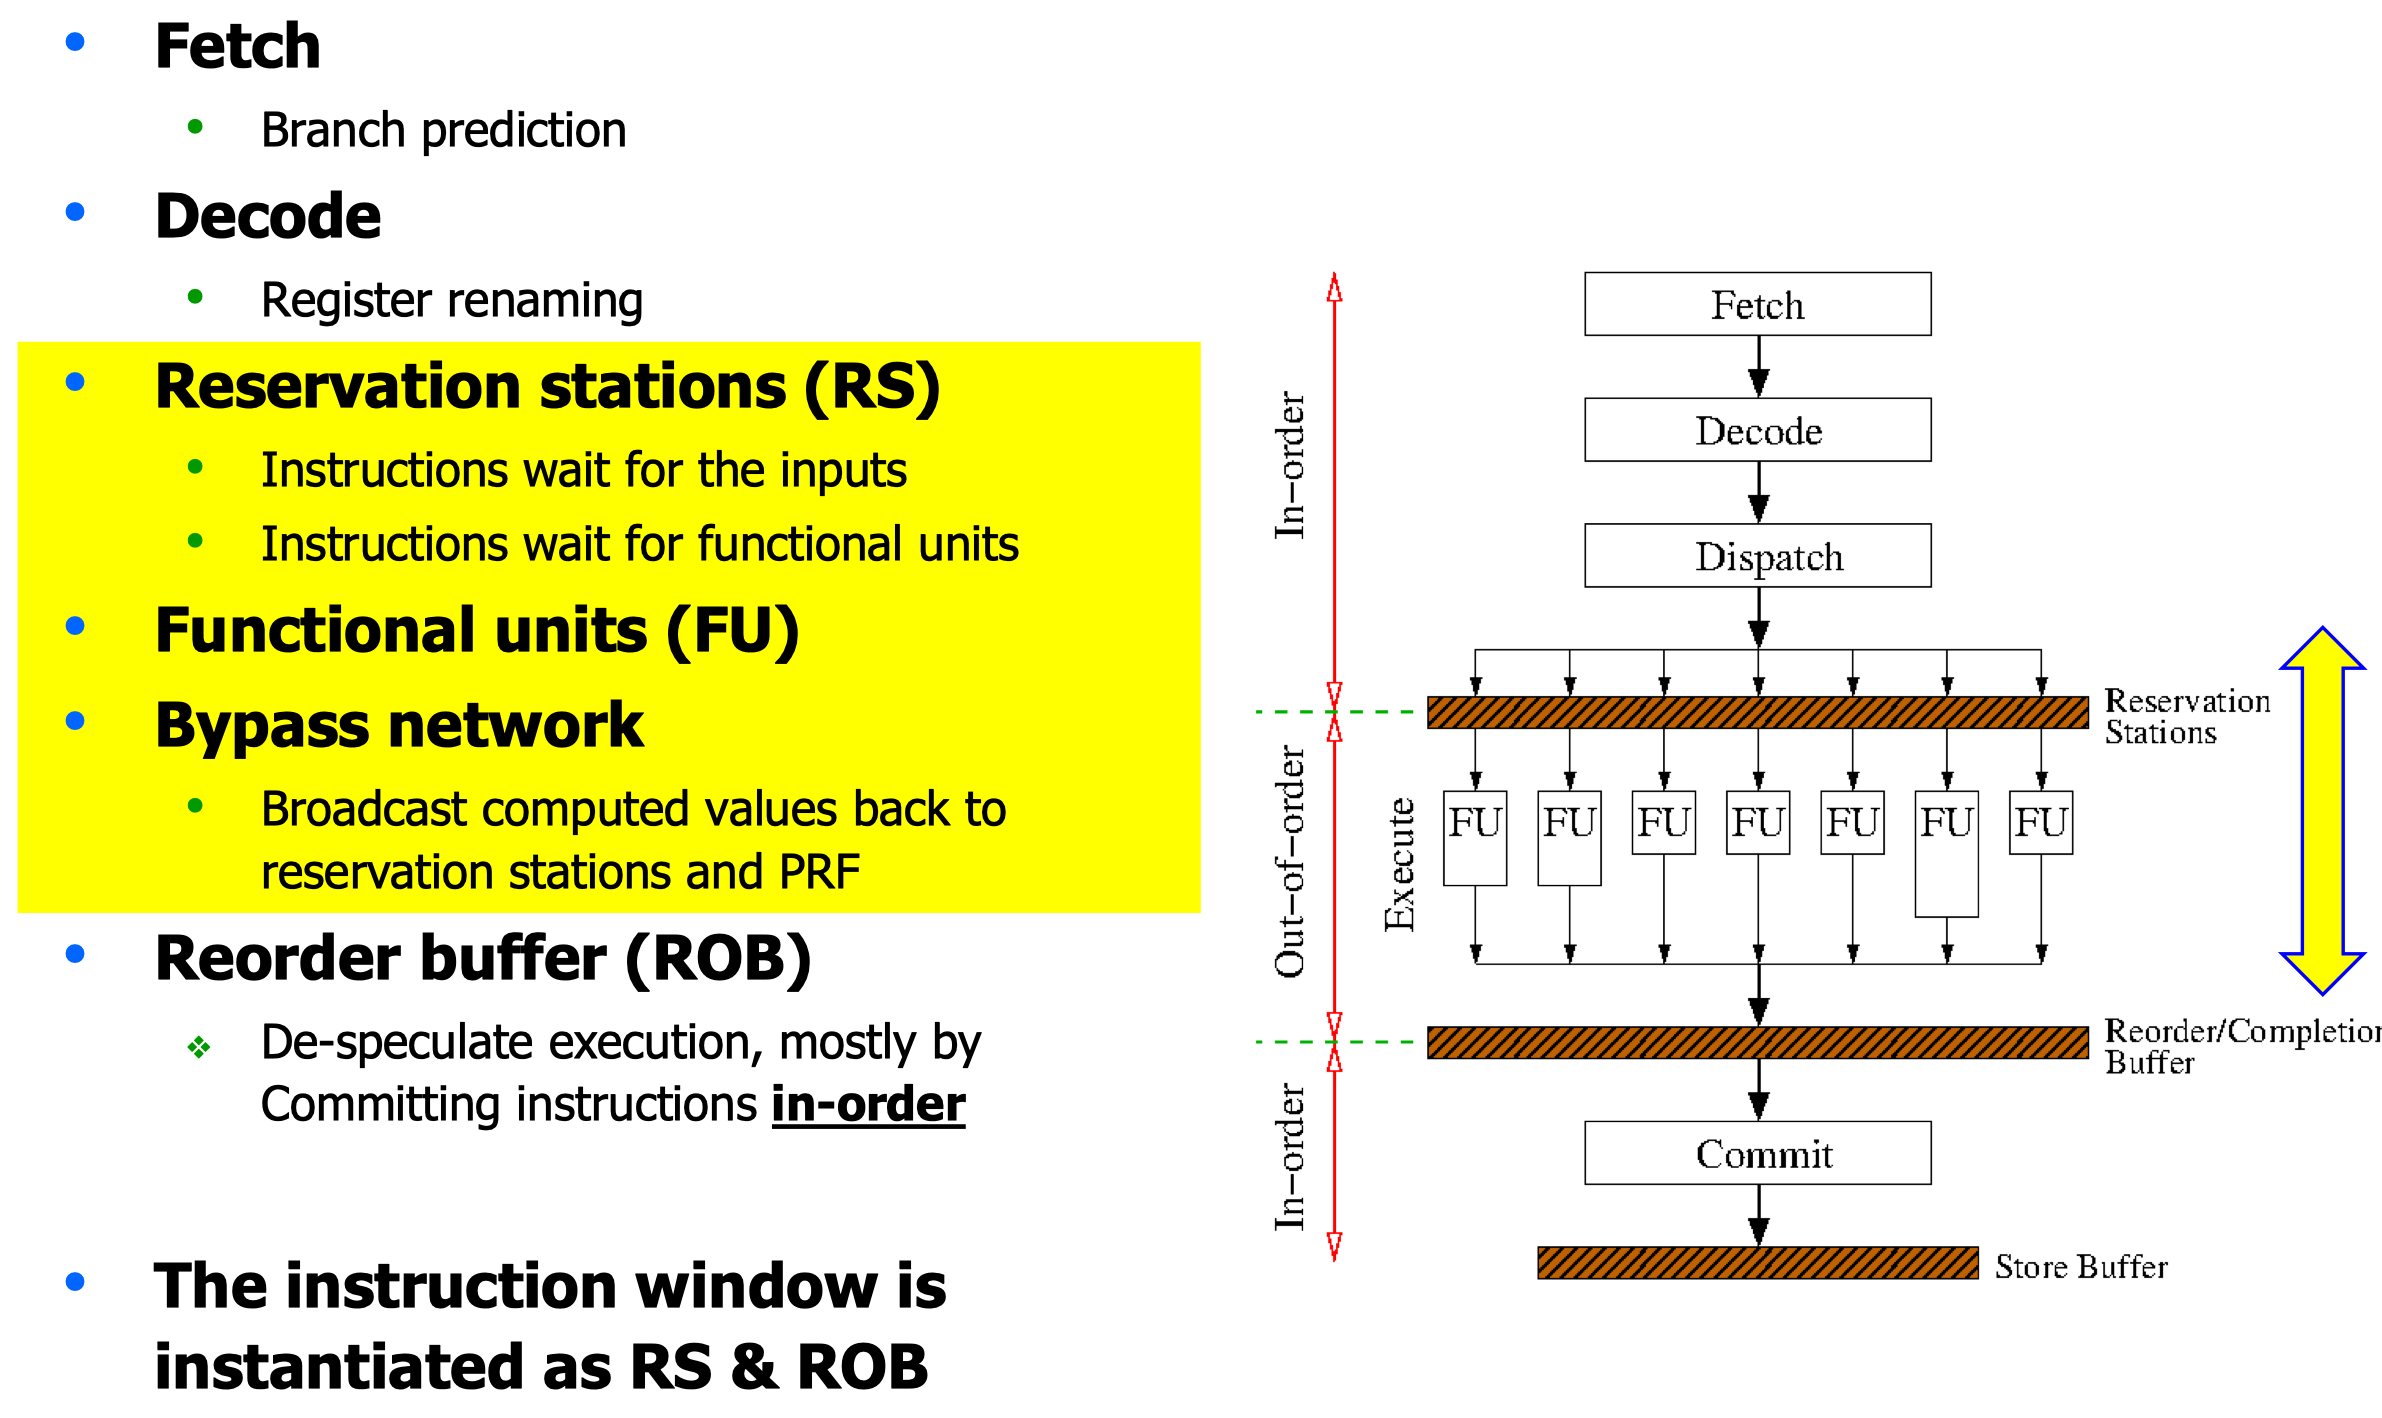 Fetch
Branch prediction
Decode
Register renaming
Reservation stations (RS)
Instructions wait for the inputs
Instructions wait for functional units
Functional units (FU)
Bypass network
Broadcast computed values back to
reservation stations and PRF
Reorder buffer (ROB)
De-speculate execution, mostly by
Committing instructions in-order
The instruction window is
instantiated as RS & ROB
In-order
Out-of-order
In-order
Execute
Fetch
Decode
Dispatch
Reservation
Stations
FU FU FU FU FU FU FU
Reorder/Completion
Buffer
Commit
Store Buffer